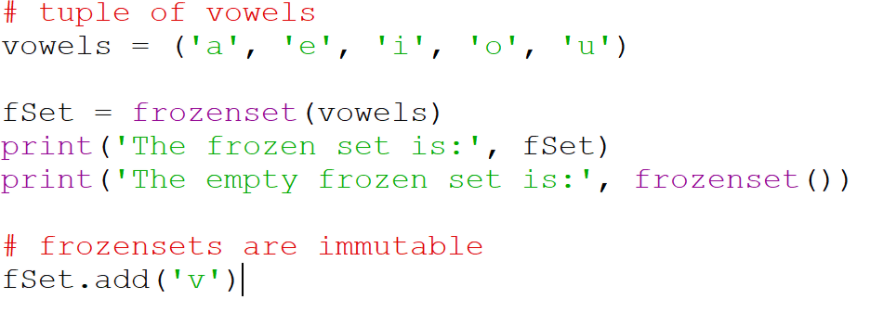 # tuple of vowels
vowels = ('a', 'e', 'i', 'o', 'u')
fSet = frozenset(vowels)
print('The frozen set is:', fSet)
print('The empty frozen set is:', frozenset())
# frozensets are immutable
fSet.add('v')